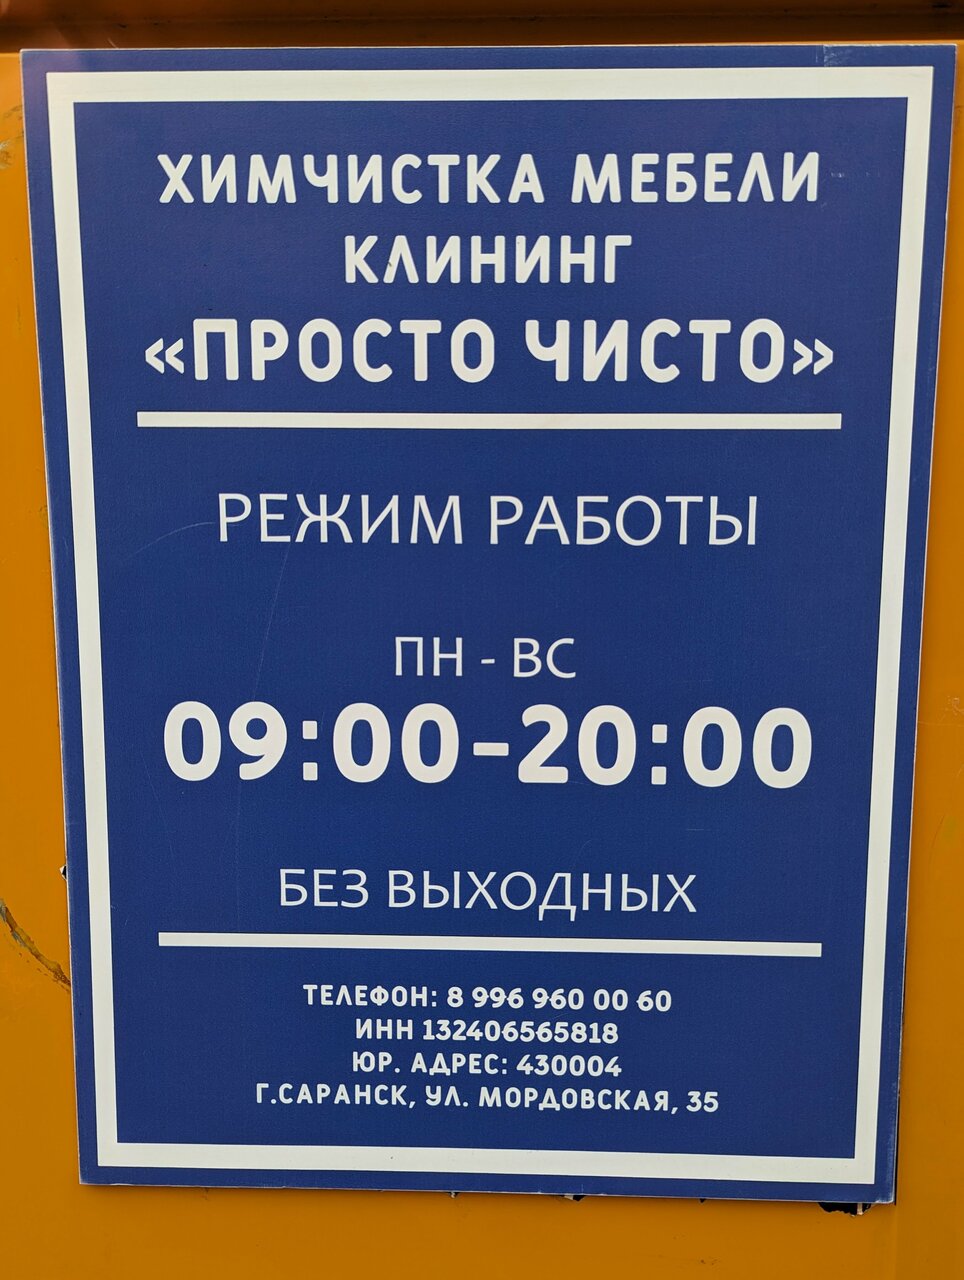 ХИМЧИСТКА МЕБЕЛИ
КЛИНИНГ
«ПРОСТО ЧИСТО»
РЕЖИМ РАБОТЫ
ПН - ВС
09:00-20:00
БЕЗ ВЫХОДНЫХ
ТЕЛЕФОН: 8 996 960 00 60
ИНН 132406565818
ЮР. АДРЕС: 430004
Г.САРАНСК, УЛ. МОРДОВСКАЯ, 35